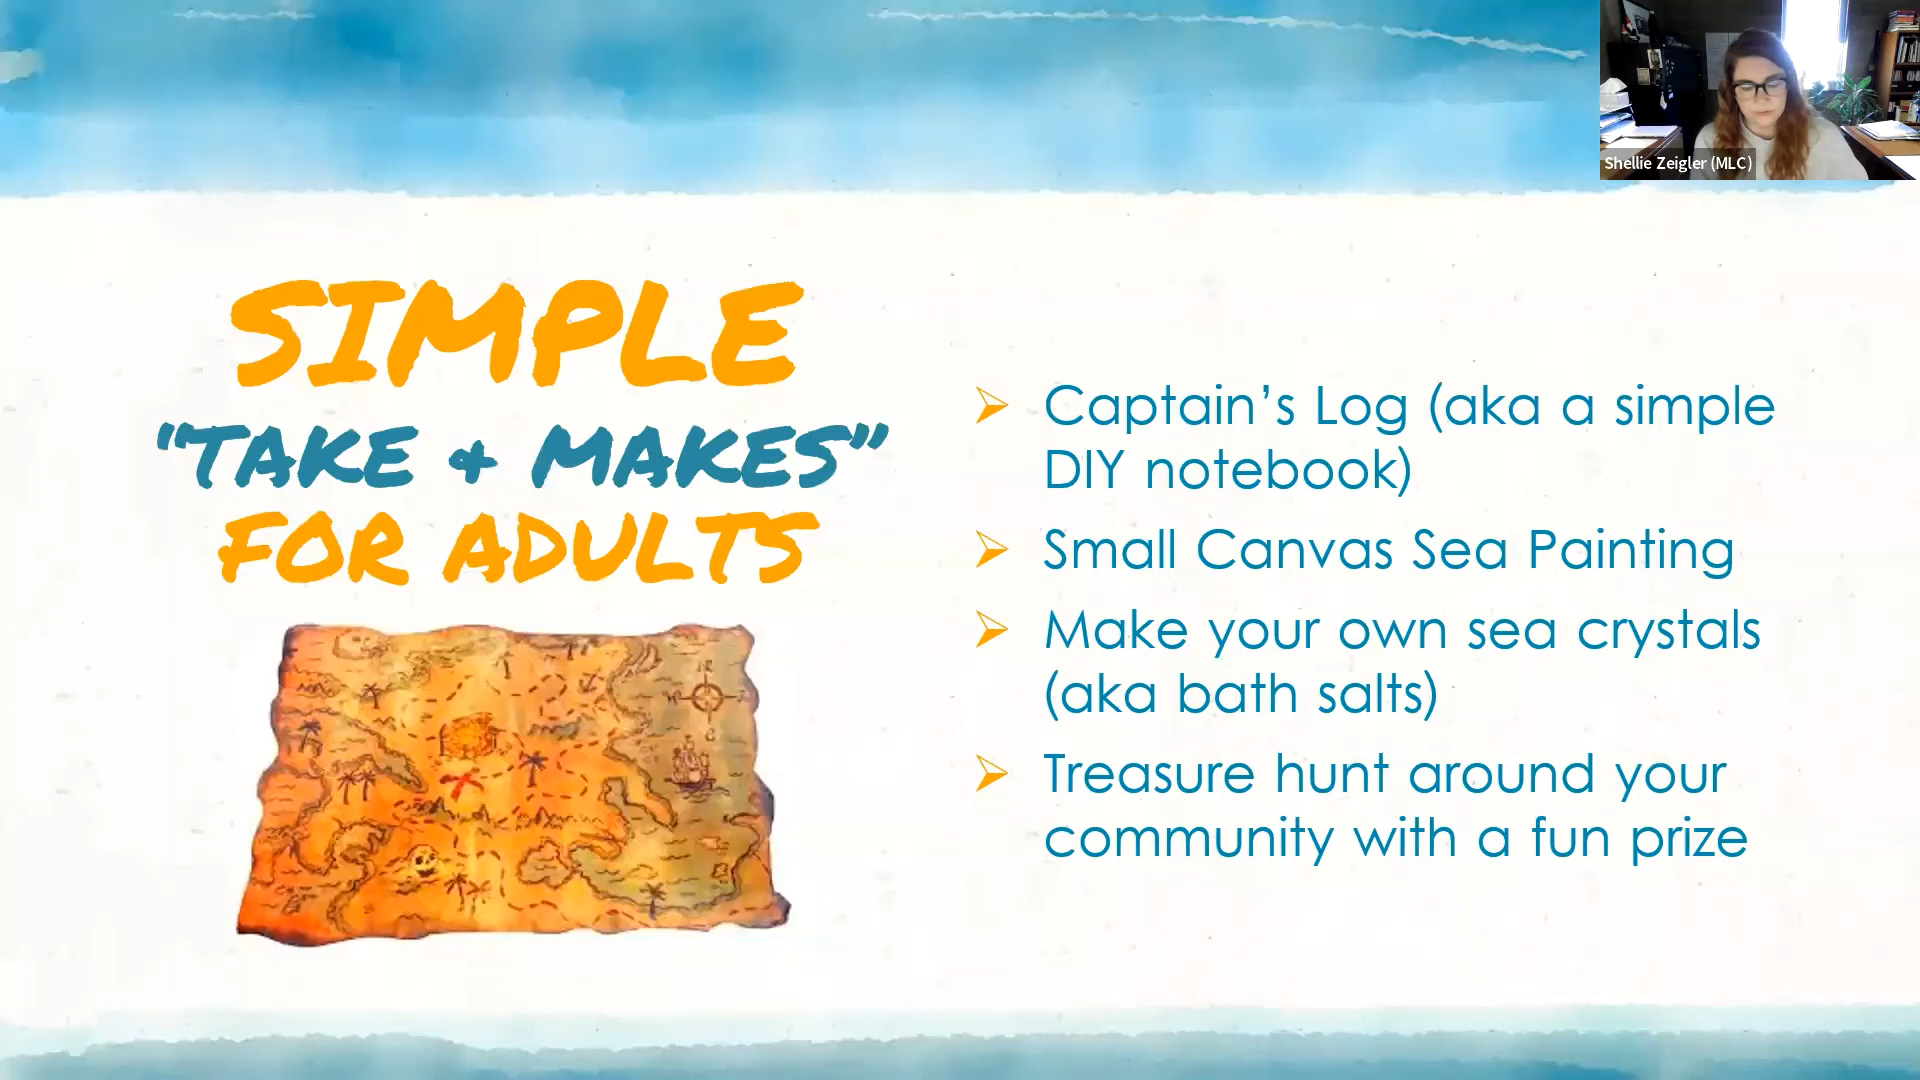 Shellie Zeigler (MLC)
SIMPLE
“TAKE + MAKES”
FOR ADULTS
Captain’s Log (aka a simple
DIY notebook)
Small Canvas Sea Painting
Make your own sea crystals
(aka bath salts)
Treasure hunt around your
community with a fun prize